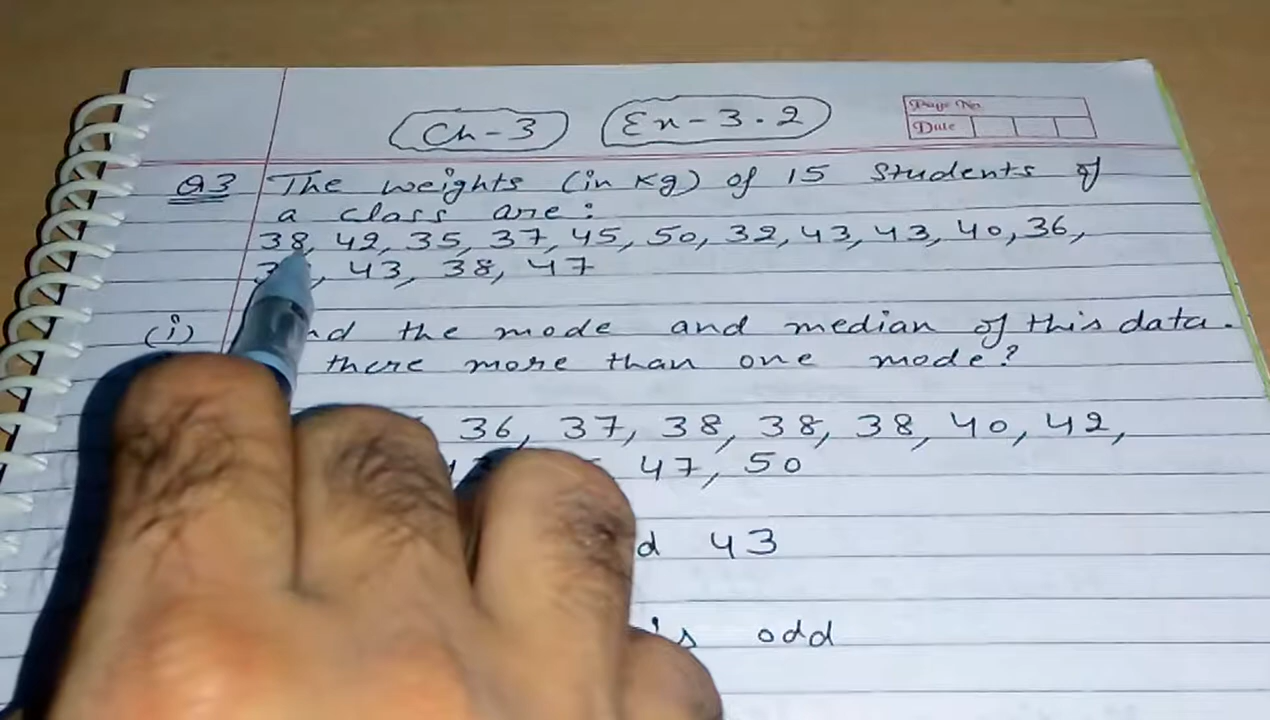 Ch-3 Ex-3.2
Page No.
Date
Q3 The weights (in Kg) of 15 students of
a class are:
38, 42, 35, 37, 45, 50, 32, 43, 43, 40, 36,
, 43, 38, 47
(i) nd the mode and median of this data.
there more than one mode?
36, 37, 38, 38, 38, 40, 42,
47, 50
d 43
is odd